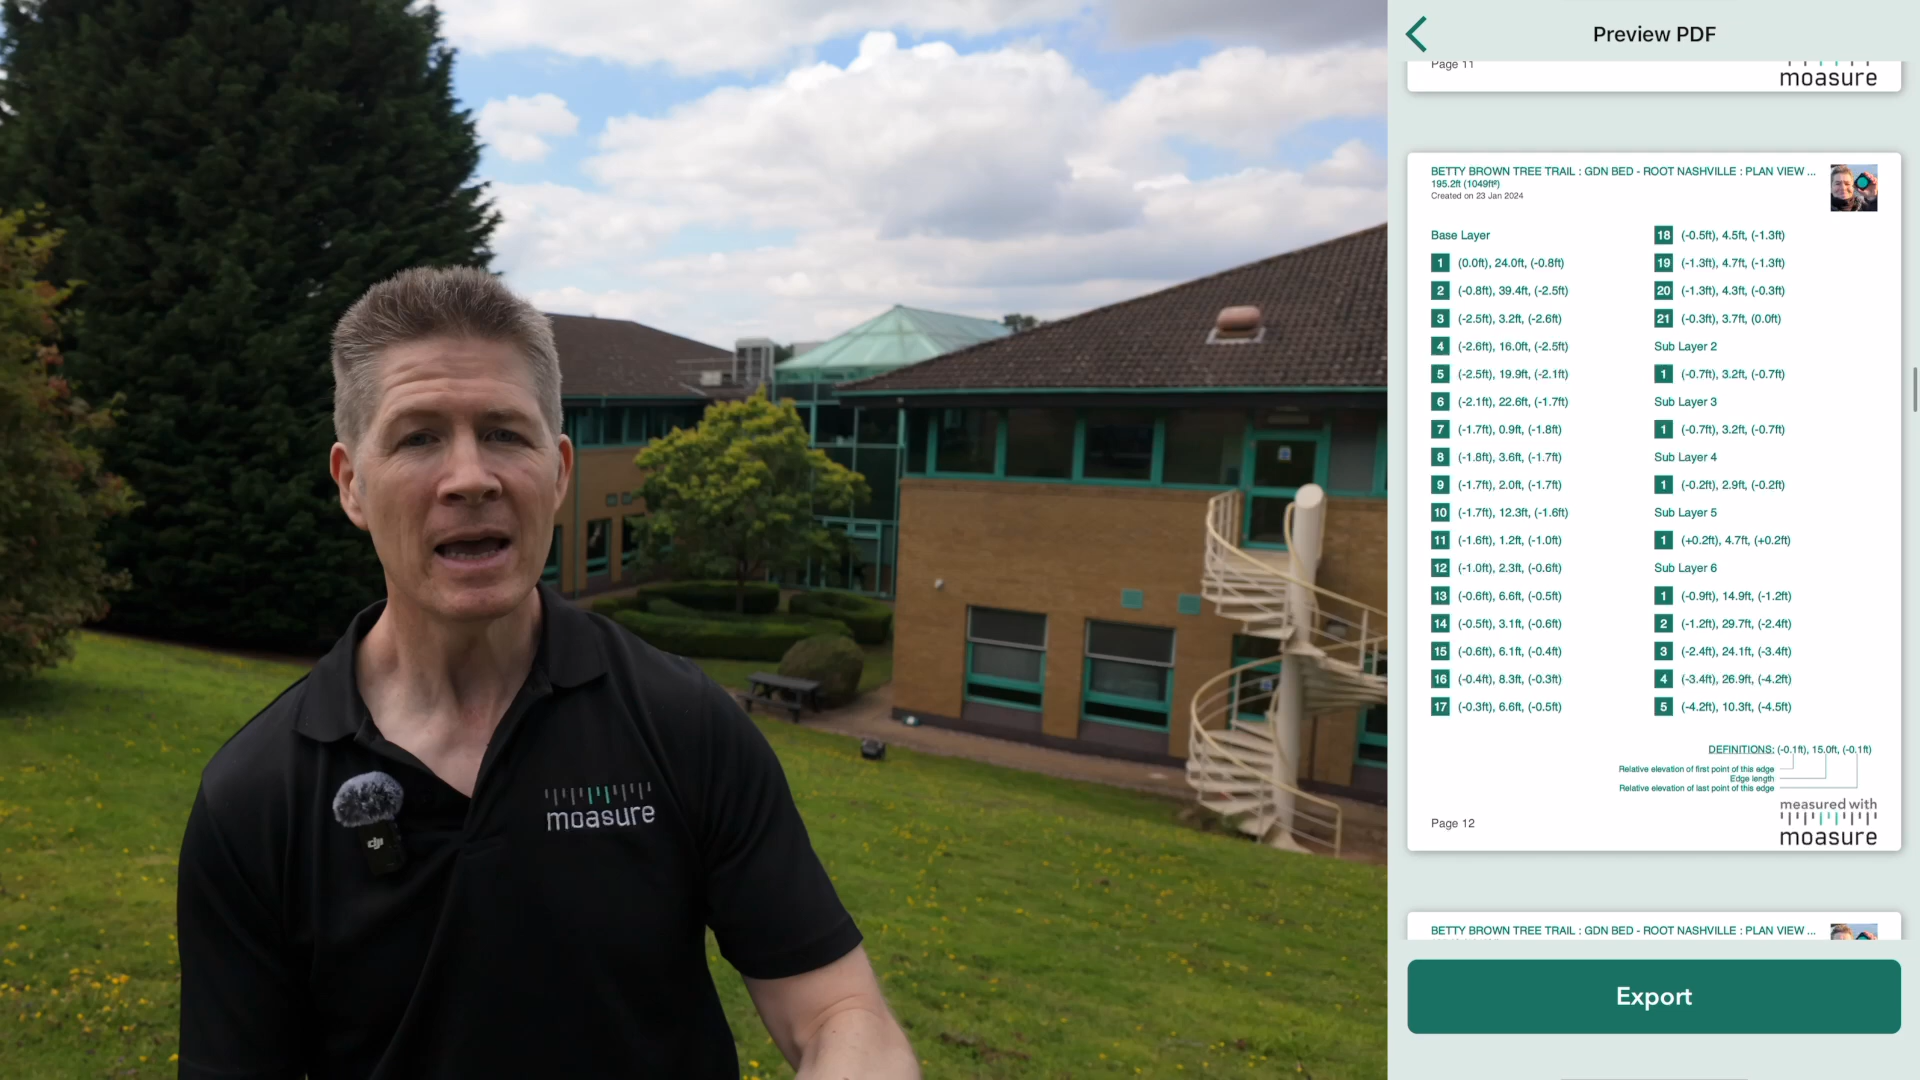 Preview PDF
Page 11
moasure
BETTY BROWN TREE TRAIL : GDN BED - ROOT NASHVILLE : PLAN VIEW ...
195.2ft (1049ft²)
Created on 23 Jan 2024
Base Layer
1 (0.0ft), 24.0ft, (-0.8ft)
2 (-0.8ft), 39.4ft, (-2.5ft)
3 (-2.5ft), 3.2ft, (-2.6ft)
4 (-2.6ft), 16.0ft, (-2.5ft)
5 (-2.5ft), 19.9ft, (-2.1ft)
6 (-2.1ft), 22.6ft, (-1.7ft)
7 (-1.7ft), 0.9ft, (-1.8ft)
8 (-1.8ft), 3.6ft, (-1.7ft)
9 (-1.7ft), 2.0ft, (-1.7ft)
10 (-1.7ft), 12.3ft, (-1.6ft)
11 (-1.6ft), 1.2ft, (-1.0ft)
12 (-1.0ft), 2.3ft, (-0.6ft)
13 (-0.6ft), 6.6ft, (-0.5ft)
14 (-0.5ft), 3.1ft, (-0.6ft)
15 (-0.6ft), 6.1ft, (-0.4ft)
16 (-0.4ft), 8.3ft, (-0.3ft)
17 (-0.3ft), 6.6ft, (-0.5ft)
18 (-0.5ft), 4.5ft, (-1.3ft)
19 (-1.3ft), 4.7ft, (-1.3ft)
20 (-1.3ft), 4.3ft, (-0.3ft)
21 (-0.3ft), 3.7ft, (0.0ft)
Sub Layer 2
1 (-0.7ft), 3.2ft, (-0.7ft)
Sub Layer 3
1 (-0.7ft), 3.2ft, (-0.7ft)
Sub Layer 4
1 (-0.2ft), 2.9ft, (-0.2ft)
Sub Layer 5
1 (+0.2ft), 4.7ft, (+0.2ft)
Sub Layer 6
1 (-0.9ft), 14.9ft, (-1.2ft)
2 (-1.2ft), 29.7ft, (-2.4ft)
3 (-2.4ft), 24.1ft, (-3.4ft)
4 (-3.4ft), 26.9ft, (-4.2ft)
5 (-4.2ft), 10.3ft, (-4.5ft)
DEFINITIONS: (-0.1ft), 15.0ft, (-0.1ft)
Relative elevation of first point of this edge
Edge length
Relative elevation of last point of this edge
Page 12
measured with
moasure
BETTY BROWN TREE TRAIL : GDN BED - ROOT NASHVILLE : PLAN VIEW ...
Export
moasure
dji